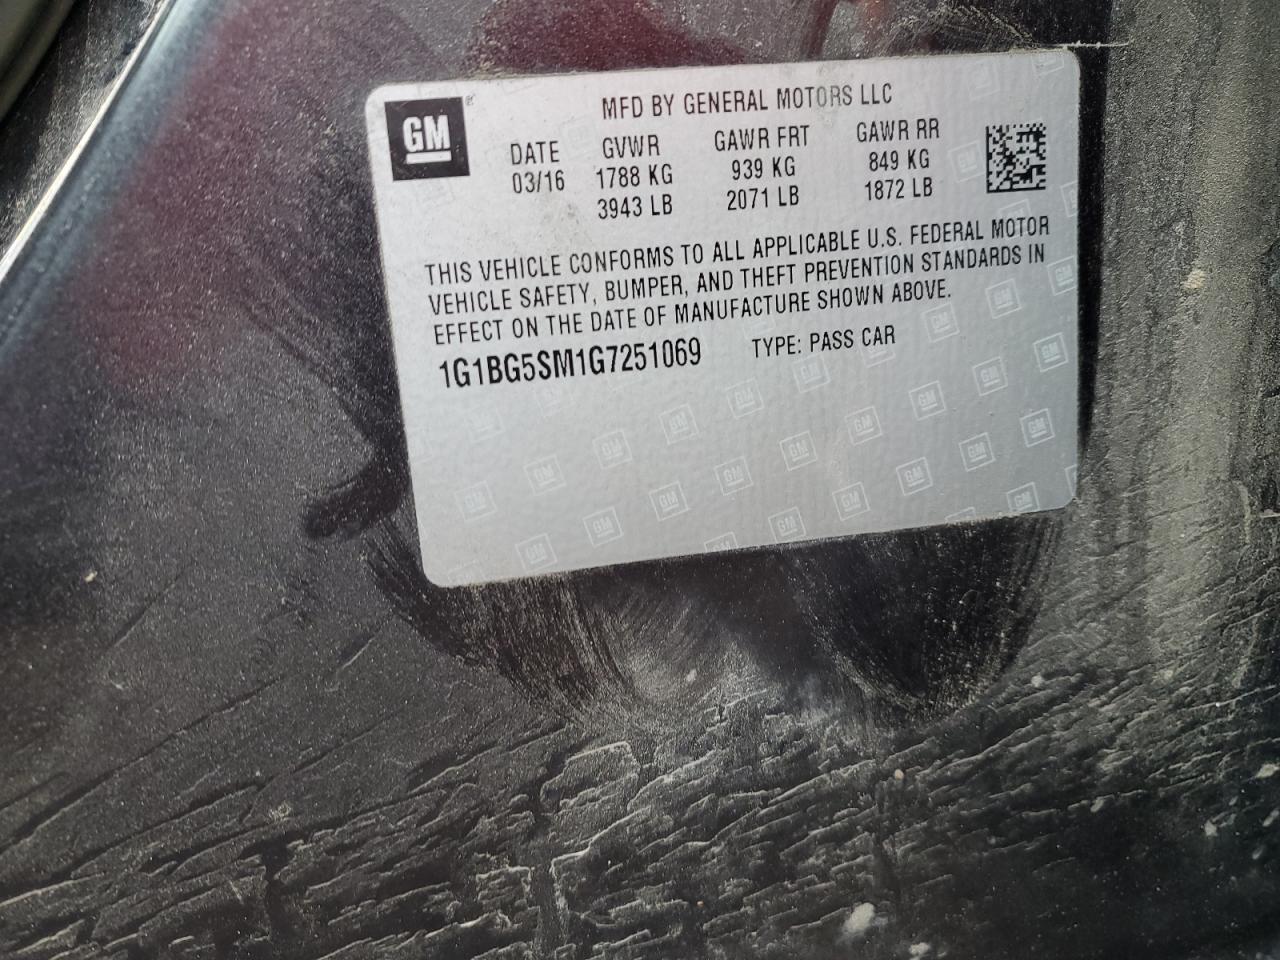 GM
MFD BY GENERAL MOTORS LLC
DATE GVWR GAWR FRT GAWR RR
03/16 1788 KG 939 KG 849 KG
3943 LB 2071 LB 1872 LB
THIS VEHICLE CONFORMS TO ALL APPLICABLE U.S. FEDERAL MOTOR
VEHICLE SAFETY, BUMPER, AND THEFT PREVENTION STANDARDS IN
EFFECT ON THE DATE OF MANUFACTURE SHOWN ABOVE.
1G1BG5SM1G7251069 TYPE: PASS CAR